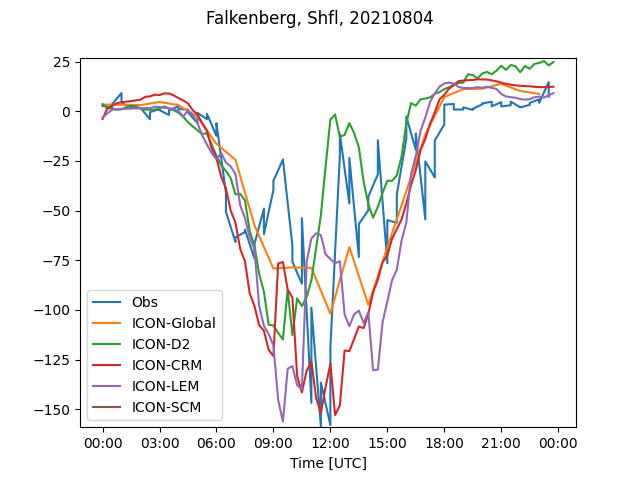 Falkenberg, Shfl, 20210804
25
0
−25
−50
−75
−100
−125
−150
Obs
ICON-Global
ICON-D2
ICON-CRM
ICON-LEM
ICON-SCM
00:00 03:00 06:00 09:00 12:00 15:00 18:00 21:00 00:00
Time [UTC]